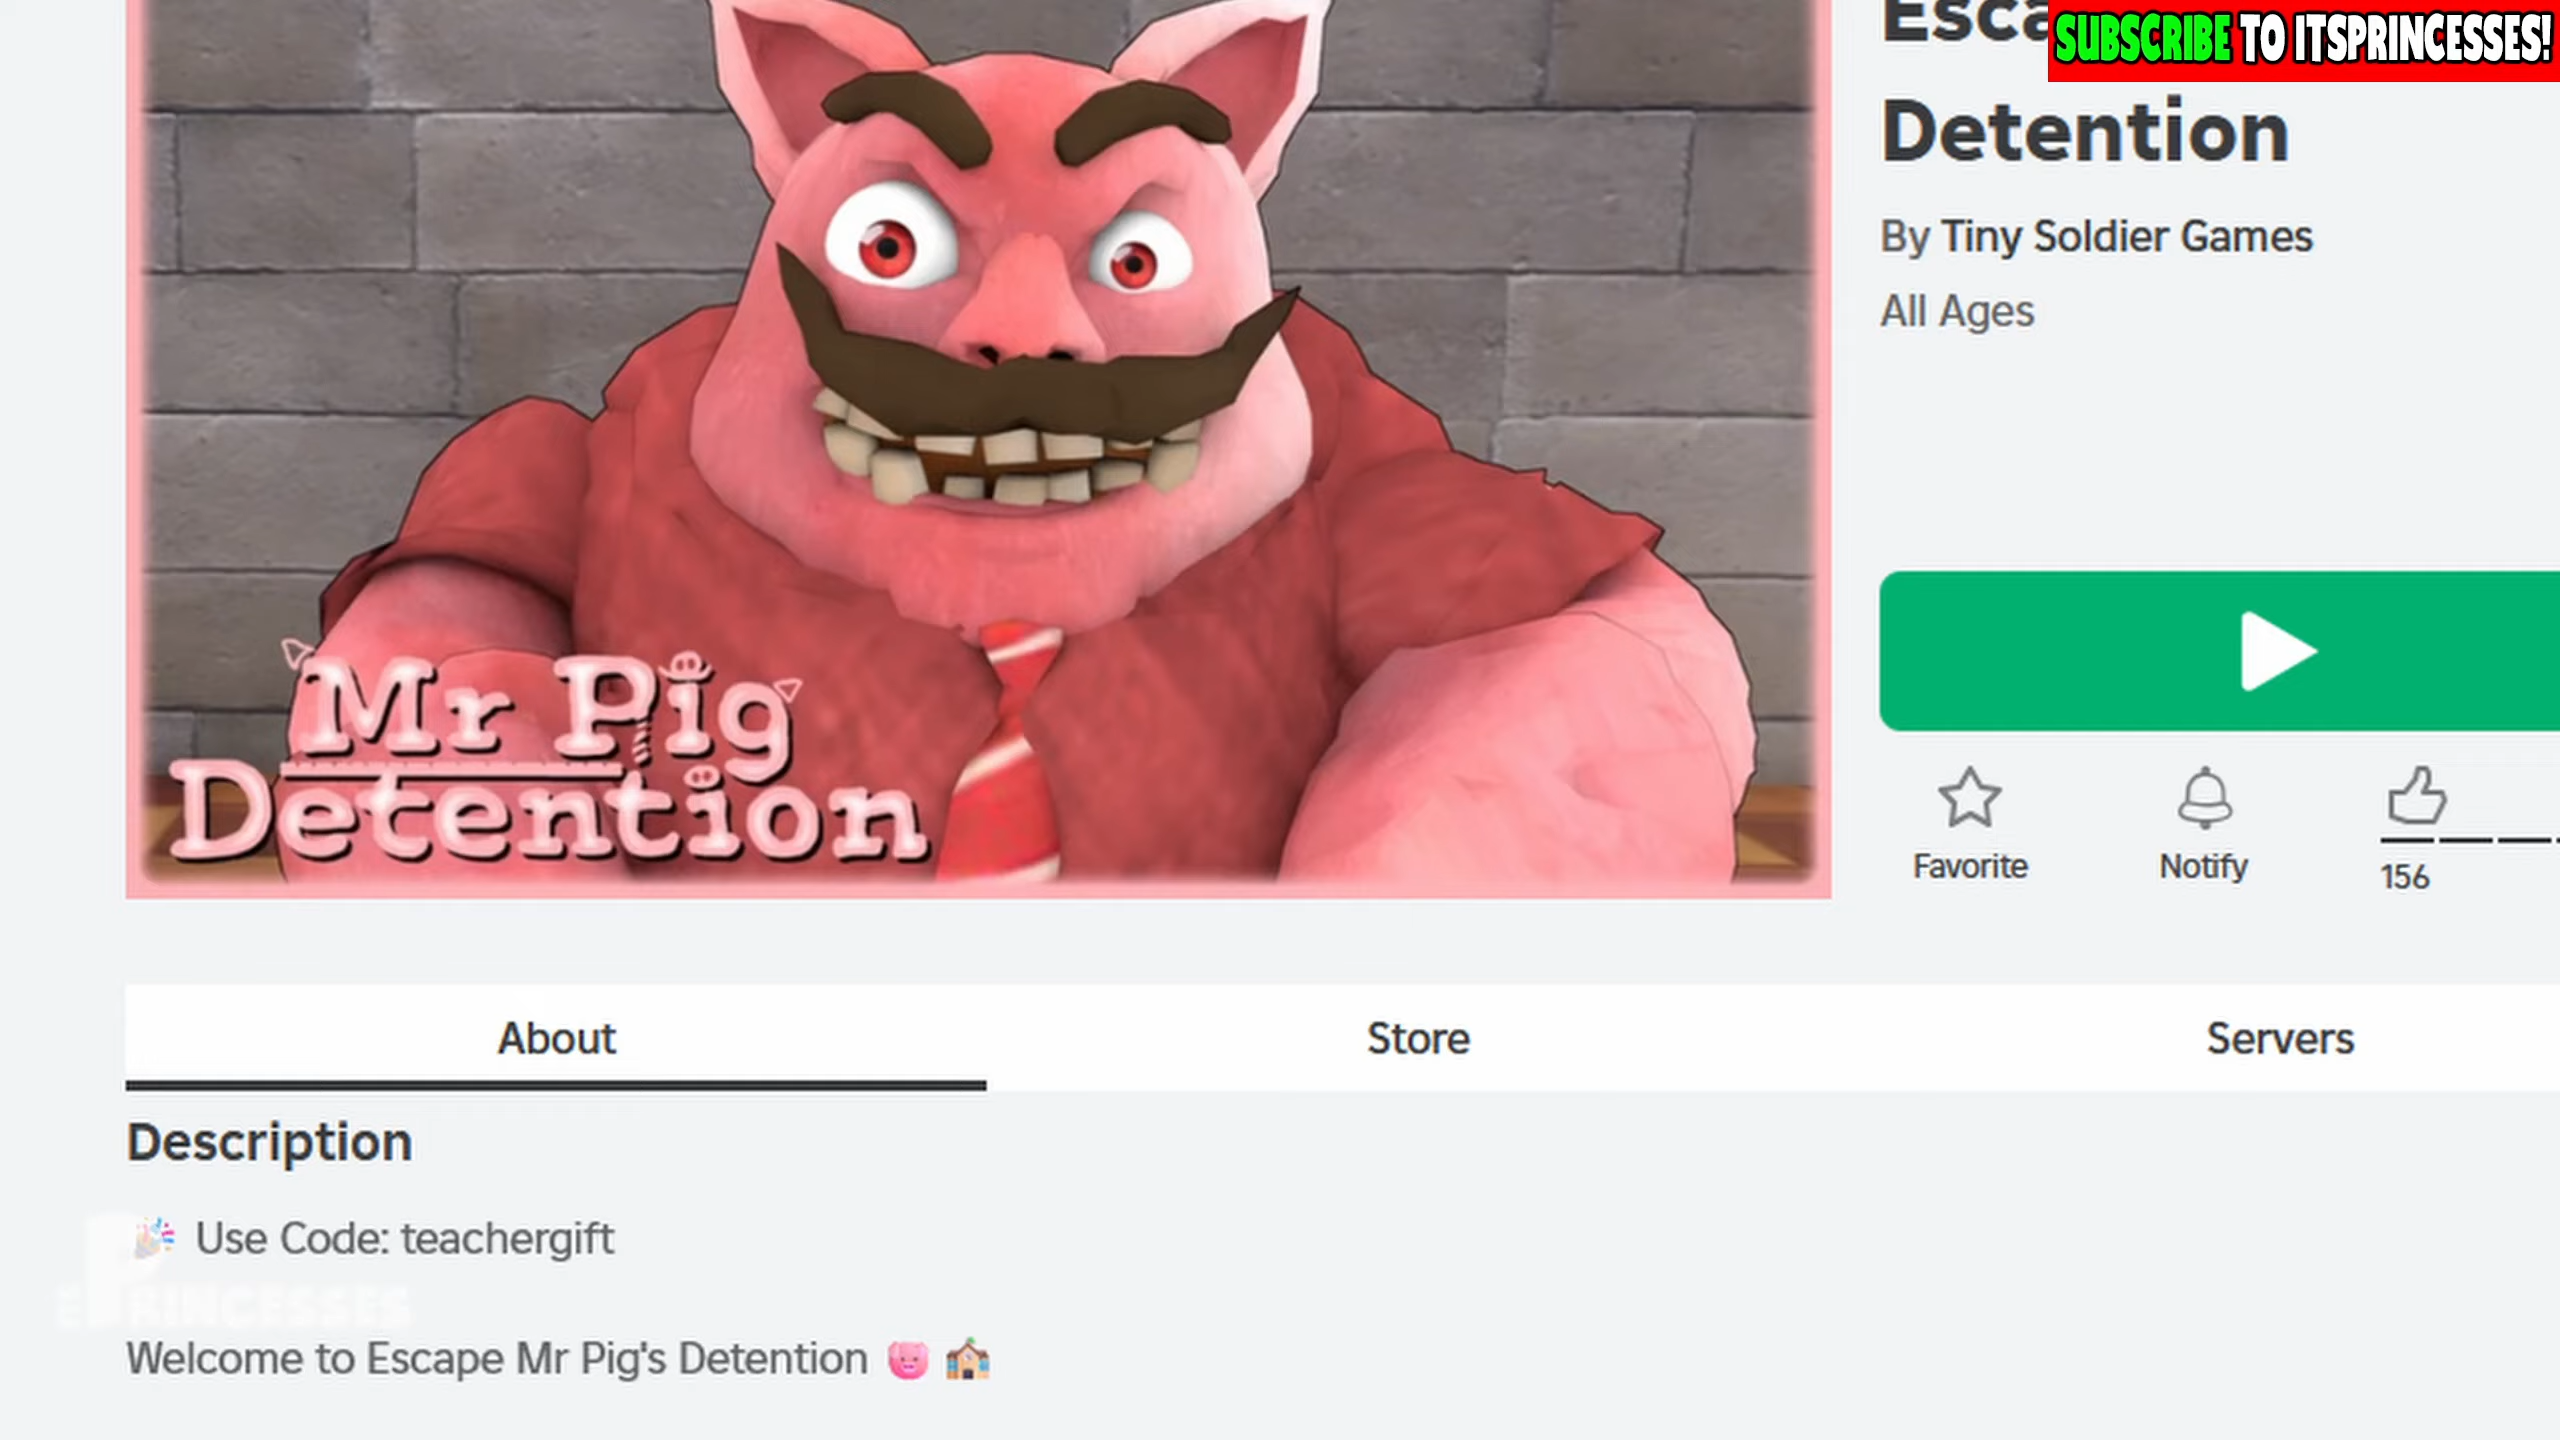 SUBSCRIBE TO ITSPRINCESSES!
Detention
By Tiny Soldier Games
All Ages
Mr Pig
Detention
Favorite
Notify
156
About
Store
Servers
Description
Use Code: teachergift
PRINCESSES
Welcome to Escape Mr Pig's Detention